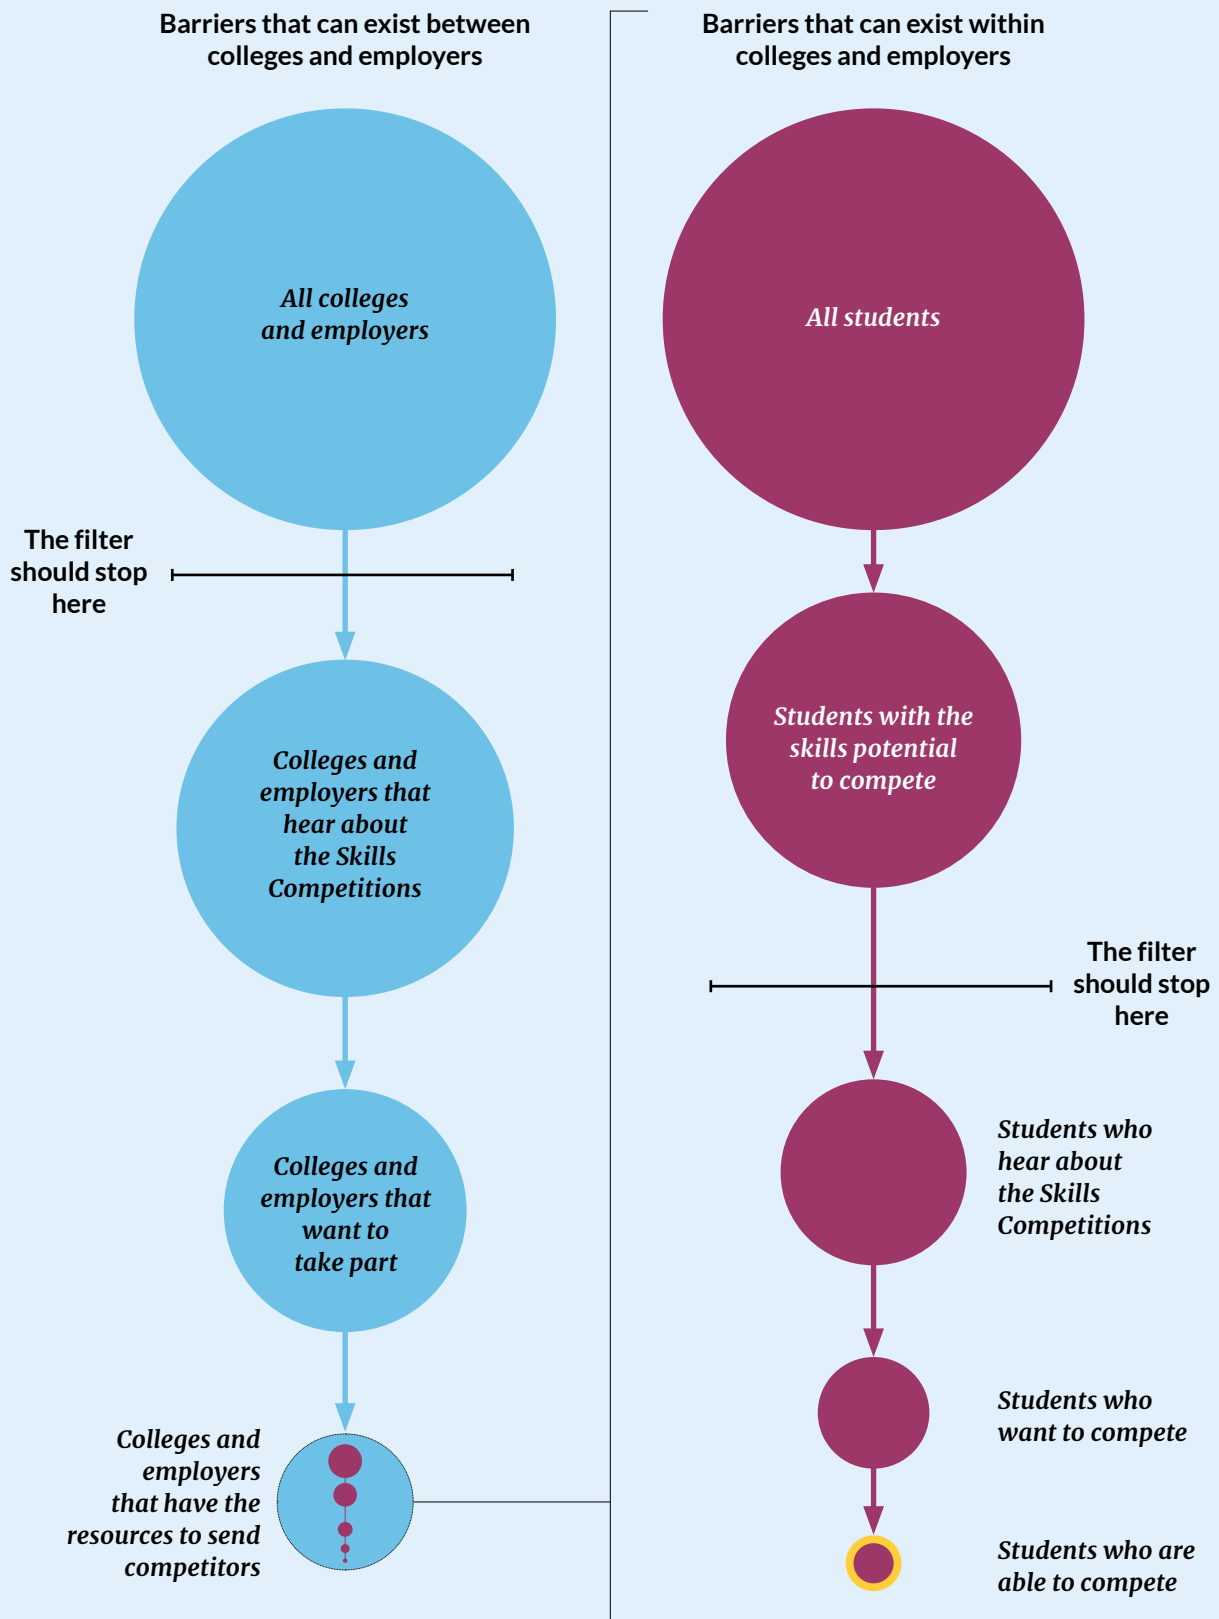 Barriers that can exist between
colleges and employers
All colleges
and employers
The filter
should stop
here
Colleges and
employers that
hear about
the Skills
Competitions
Colleges and
employers that
want to
take part
Colleges and
employers
that have the
resources to send
competitors
Barriers that can exist within
colleges and employers
All students
Students with the
skills potential
to compete
The filter
should stop
here
Students who
hear about
the Skills
Competitions
Students who
want to compete
Students who are
able to compete